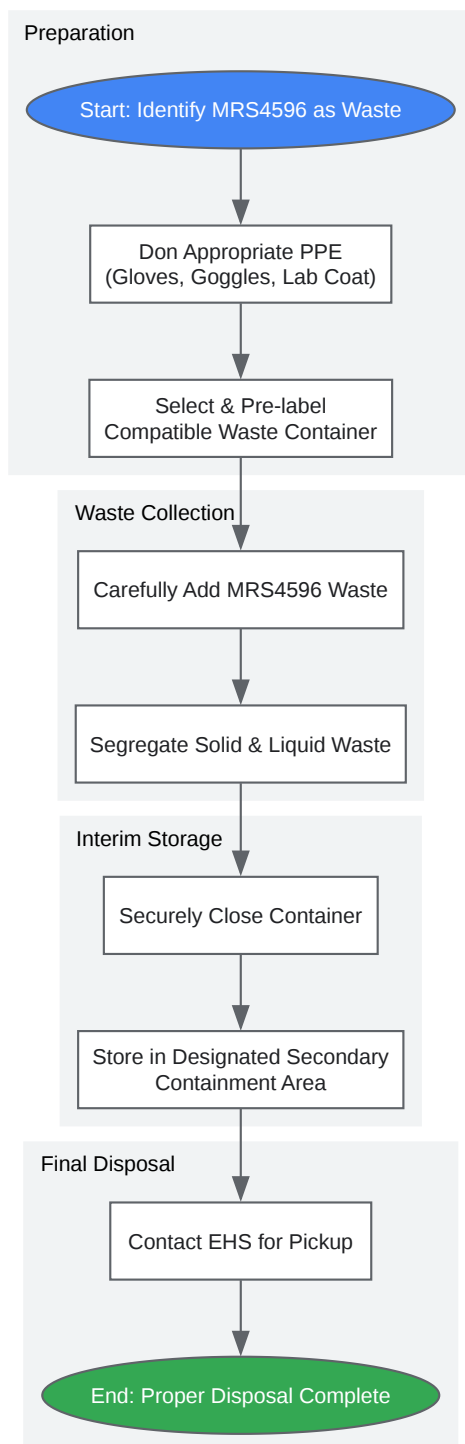 Preparation
Start: Identify MRS4596 as Waste
Don Appropriate PPE
(Gloves, Goggles, Lab Coat)
Select & Pre-label
Compatible Waste Container
Waste Collection
Carefully Add MRS4596 Waste
Segregate Solid & Liquid Waste
Interim Storage
Securely Close Container
Store in Designated Secondary
Containment Area
Final Disposal
Contact EHS for Pickup
End: Proper Disposal Complete